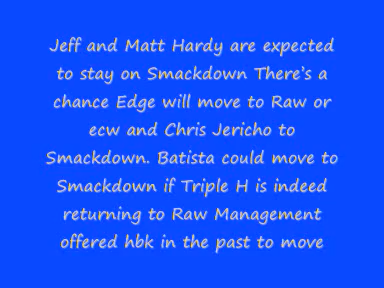 Jeff and Matt Hardy are expected
to stay on Smackdown There's a
chance Edge will move to Raw or
ecw and Chris Jericho to
Smackdown. Batista could move to
Smackdown if Triple H is indeed
returning to Raw Management
offered hbk in the past to move